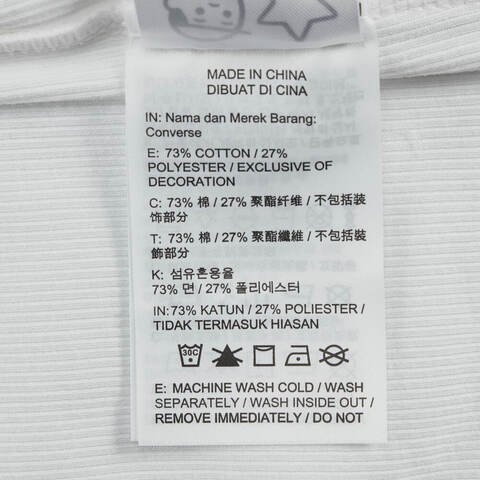 MADE IN CHINA
DIBUAT DI CINA
IN: Nama dan Merek Barang:
Converse
E: 73% COTTON / 27%
POLYESTER / EXCLUSIVE OF
DECORATION
C: 73% 棉 / 27% 聚酯纤维 / 不包括装
饰部分
T: 73% 棉 / 27% 聚酯纖維 / 不包括裝
飾部分
K: 섬유혼용율
73% 면 / 27% 폴리에스터
IN:73% KATUN / 27% POLIESTER /
TIDAK TERMASUK HIASAN
30C
E: MACHINE WASH COLD / WASH
SEPARATELY / WASH INSIDE OUT /
REMOVE IMMEDIATELY / DO NOT